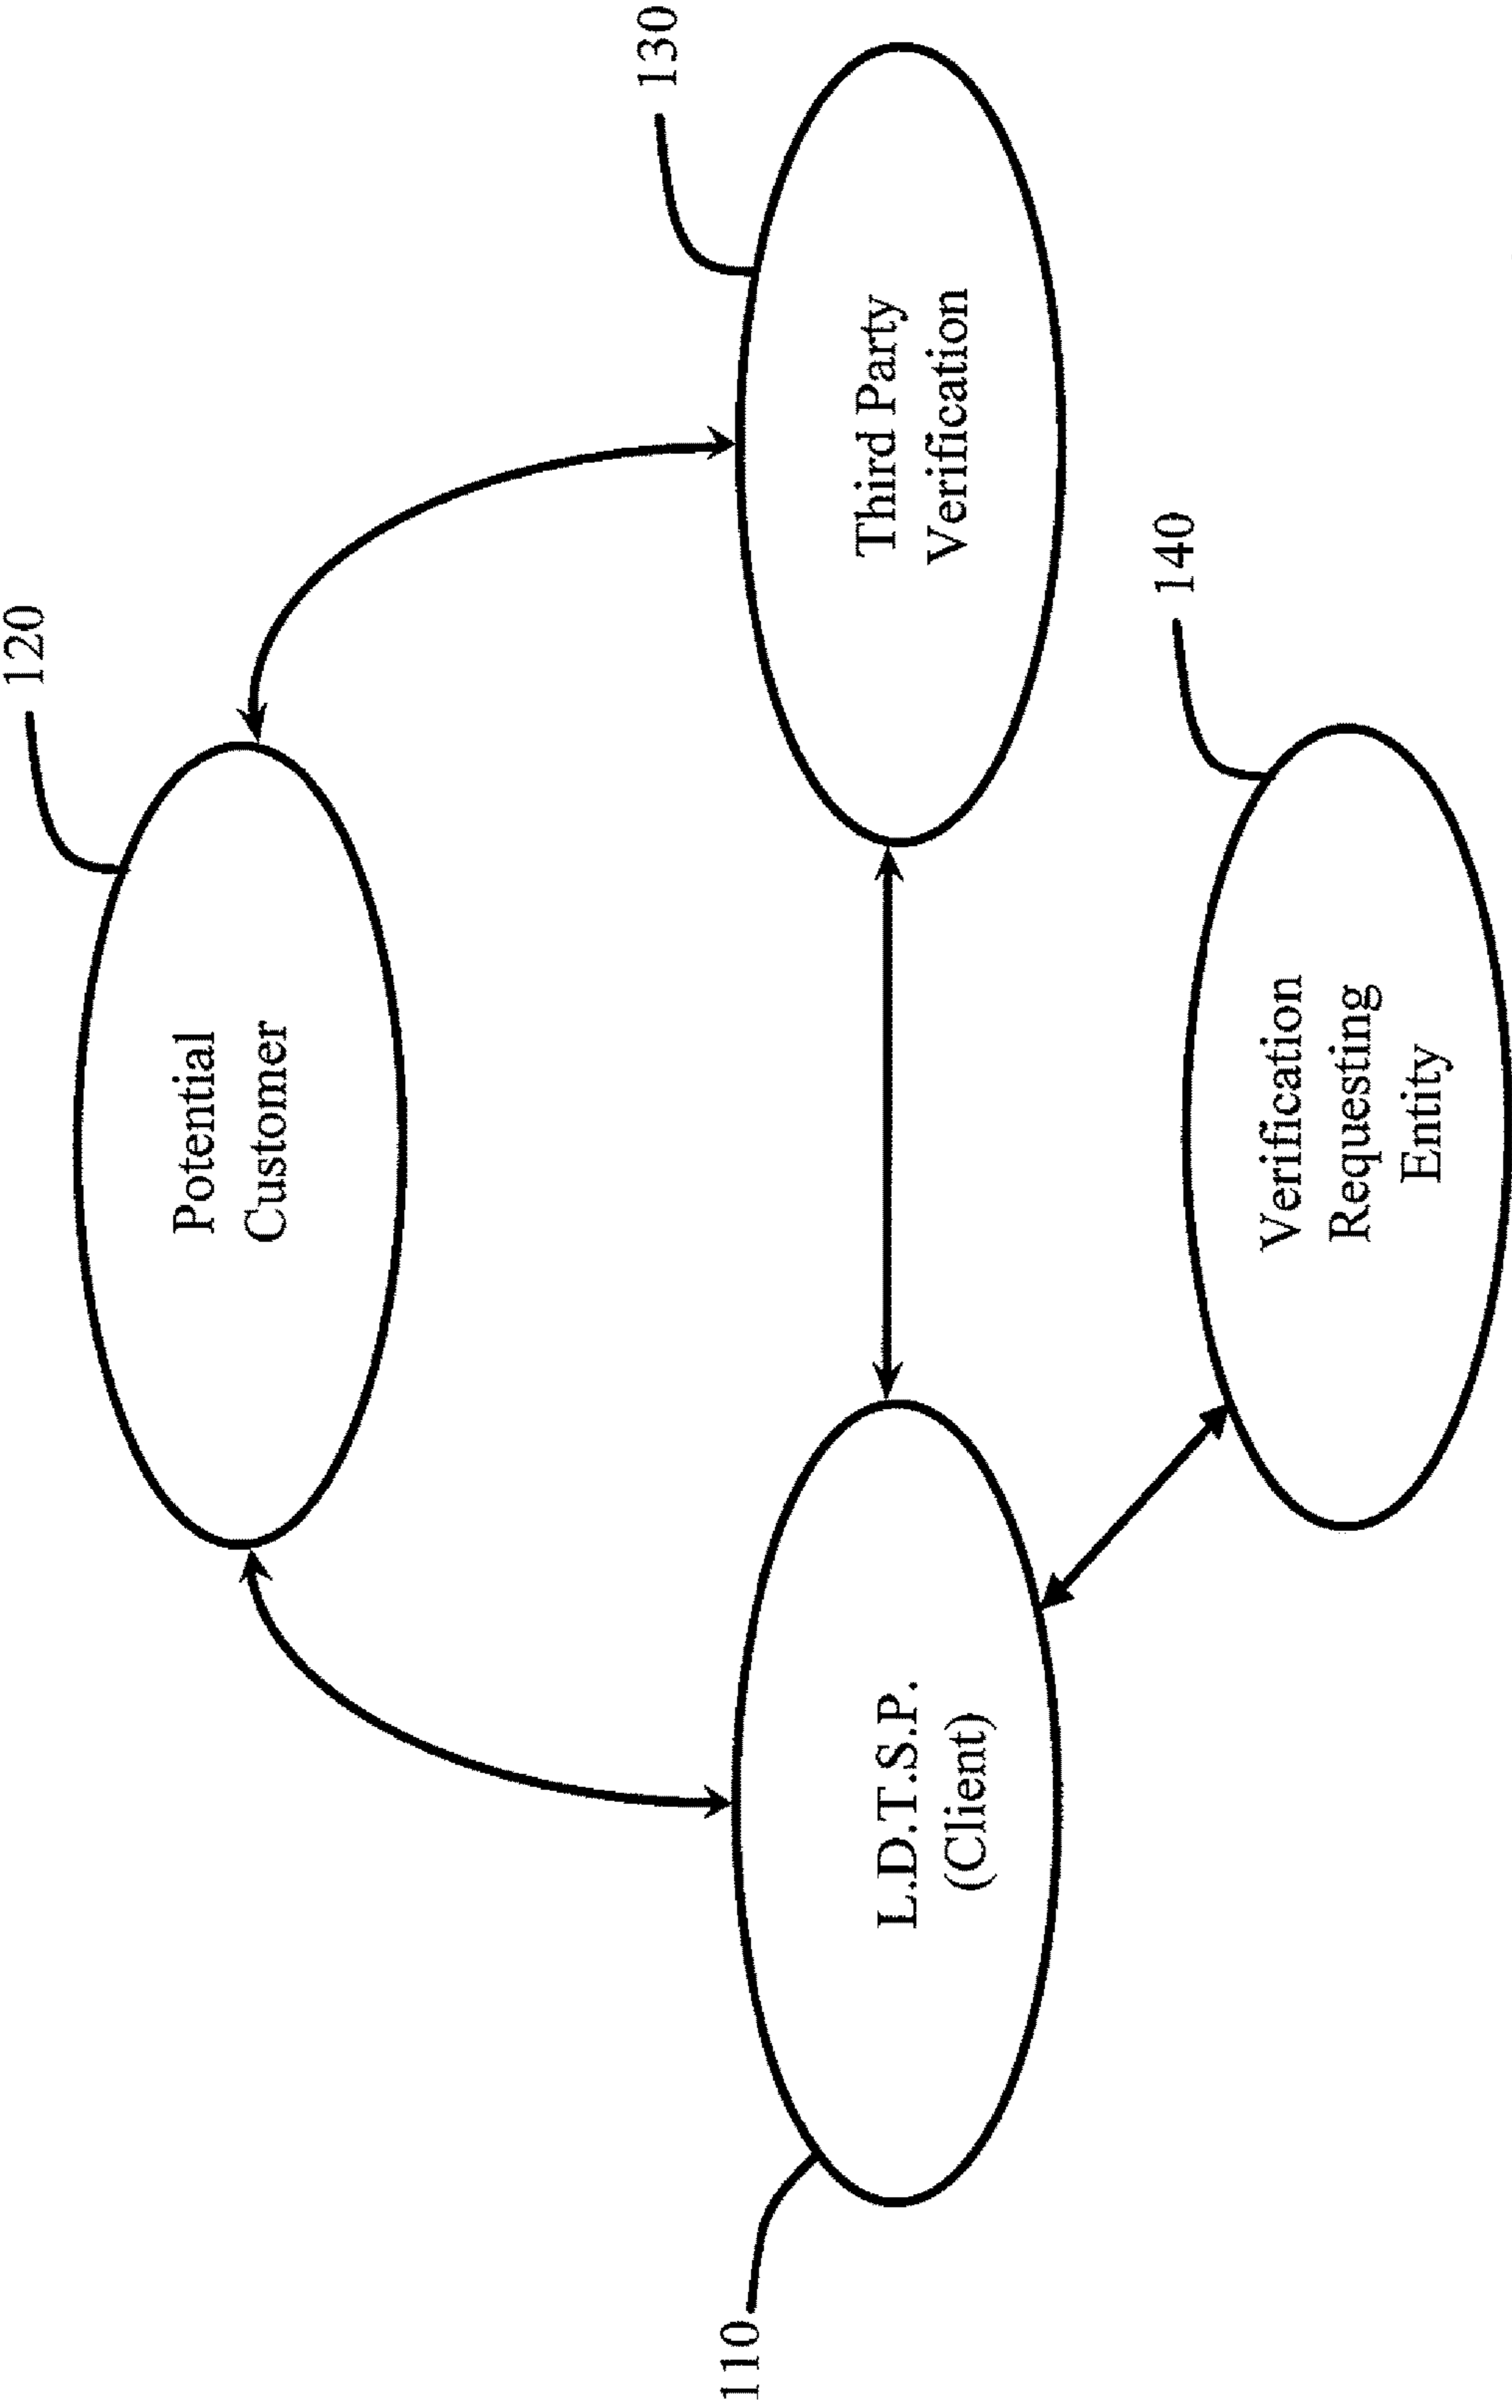 120
Potential
Customer
130
110
L.D.T.S.P.
(Client)
Third Party
Verification
140
Verification
Requesting
Entity